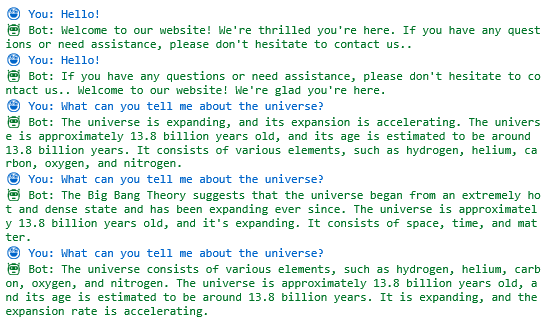 You: Hello!
Bot: Welcome to our website! We're thrilled you're here. If you have any quest
ions or need assistance, please don't hesitate to contact us..
You: Hello!
Bot: If you have any questions or need assistance, please don't hesitate to co
ntact us.. Welcome to our website! We're glad you're here.
You: What can you tell me about the universe?
Bot: The universe is expanding, and its expansion is accelerating. The univers
e is approximately 13.8 billion years old, and its age is estimated to be around
13.8 billion years. It consists of various elements, such as hydrogen, helium, ca
rbon, oxygen, and nitrogen.
You: What can you tell me about the universe?
Bot: The Big Bang Theory suggests that the universe began from an extremely ho
t and dense state and has been expanding ever since. The universe is approximatel
y 13.8 billion years old, and it's expanding. It consists of space, time, and mat
ter.
You: What can you tell me about the universe?
Bot: The universe consists of various elements, such as hydrogen, helium, carb
on, oxygen, and nitrogen. The universe is approximately 13.8 billion years old, a
nd its age is estimated to be around 13.8 billion years. It is expanding, and the
expansion rate is accelerating.